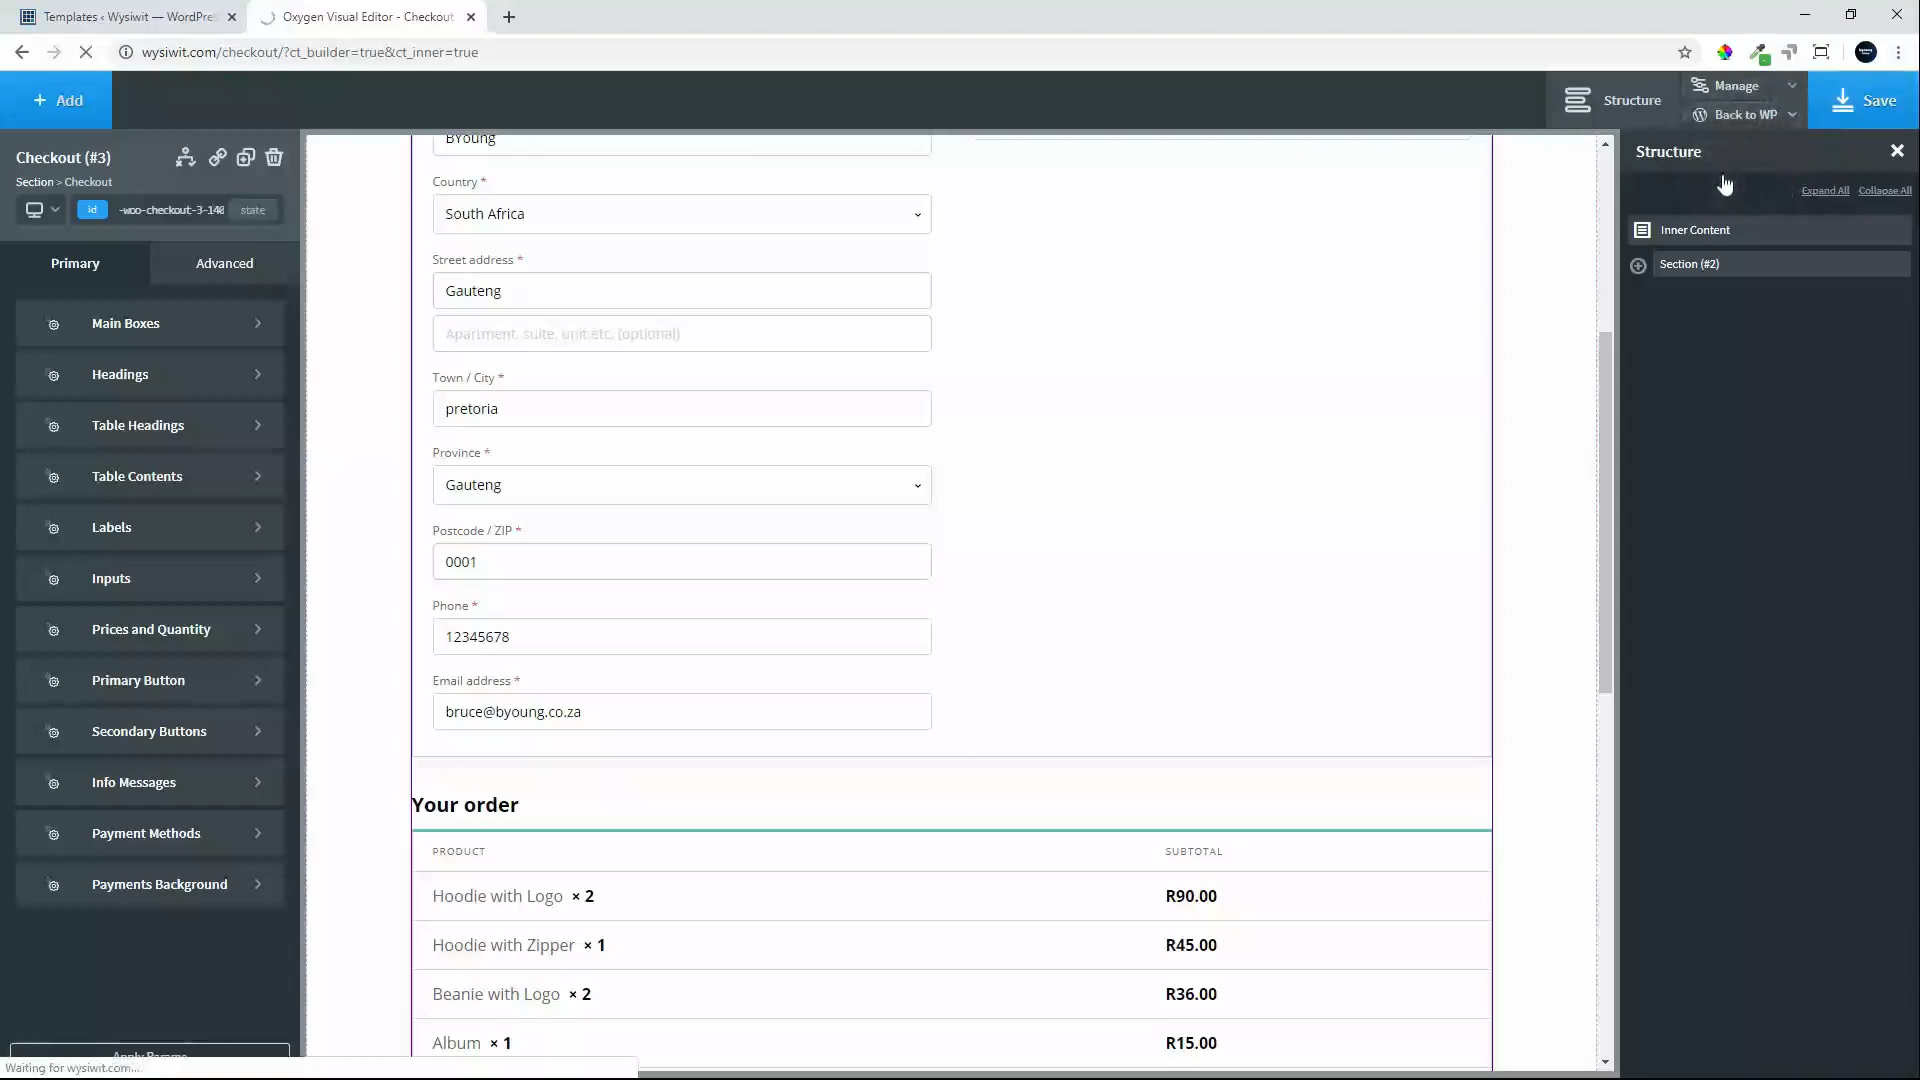 Templates ‹ Wysiwit — WordPre
Oxygen Visual Editor - Checkout
wysiwit.com/checkout/?ct_builder=true&ct_inner=true
Add
Structure
Manage
Back to WP
Save
Checkout (#3)
Section > Checkout
id
-woo-checkout-3-140
state
Primary
Advanced
Main Boxes
Headings
Table Headings
Table Contents
Labels
Inputs
Prices and Quantity
Primary Button
Secondary Buttons
Info Messages
Payment Methods
Payments Background
Apply Params
Waiting for wysiwit.com...
BYoung
Country *
South Africa
Street address *
Gauteng
Apartment, suite, unit etc. (optional)
Town / City *
pretoria
Province *
Gauteng
Postcode / ZIP *
0001
Phone *
12345678
Email address *
bruce@byoung.co.za
Your order
PRODUCT SUBTOTAL
Hoodie with Logo × 2 R90.00
Hoodie with Zipper × 1 R45.00
Beanie with Logo × 2 R36.00
Album × 1 R15.00
Structure
Expand All
Collapse All
Inner Content
Section (#2)